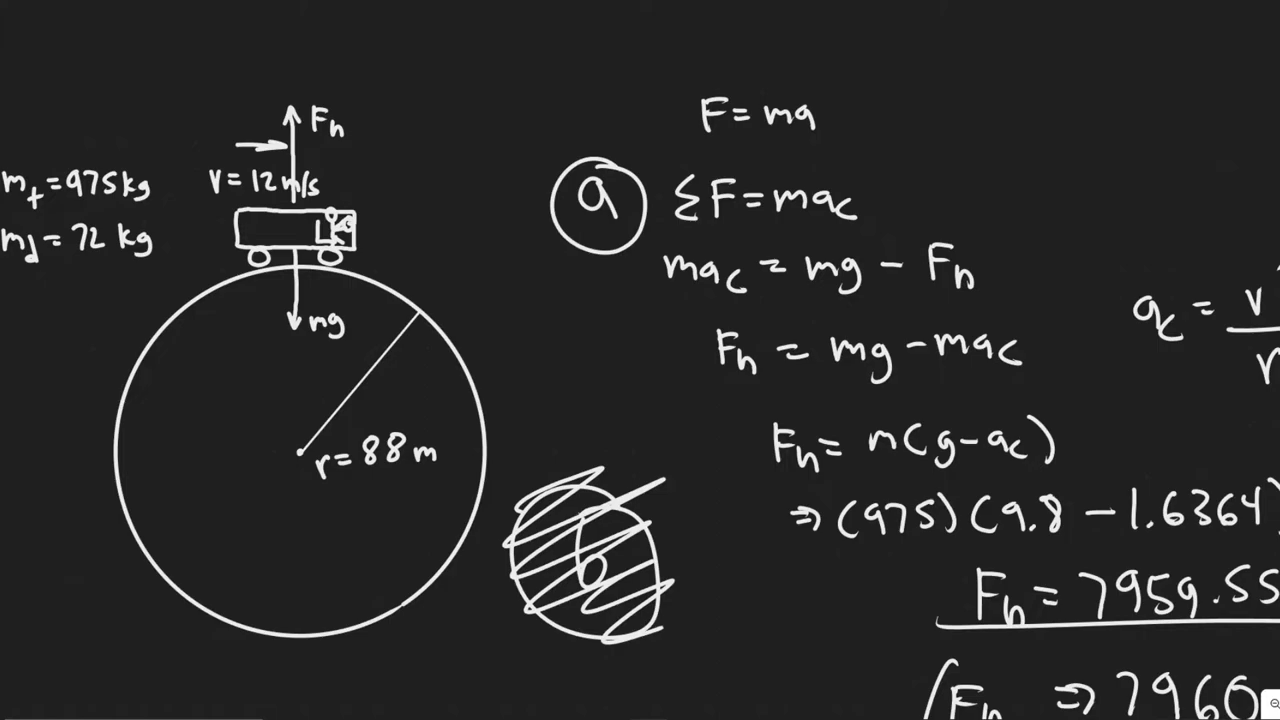 Fn
mt = 975 kg
v = 12 m/s
md = 72 kg
mg
r = 88 m
F = ma
a
ΣF = mac
mac = mg - Fn
Fn = mg - mac
ac = v
r
Fn = m(g - ac)
⇒ (975)(9.8 - 1.6364)
Fn = 7959.55
b
Fn ⇒ 7960